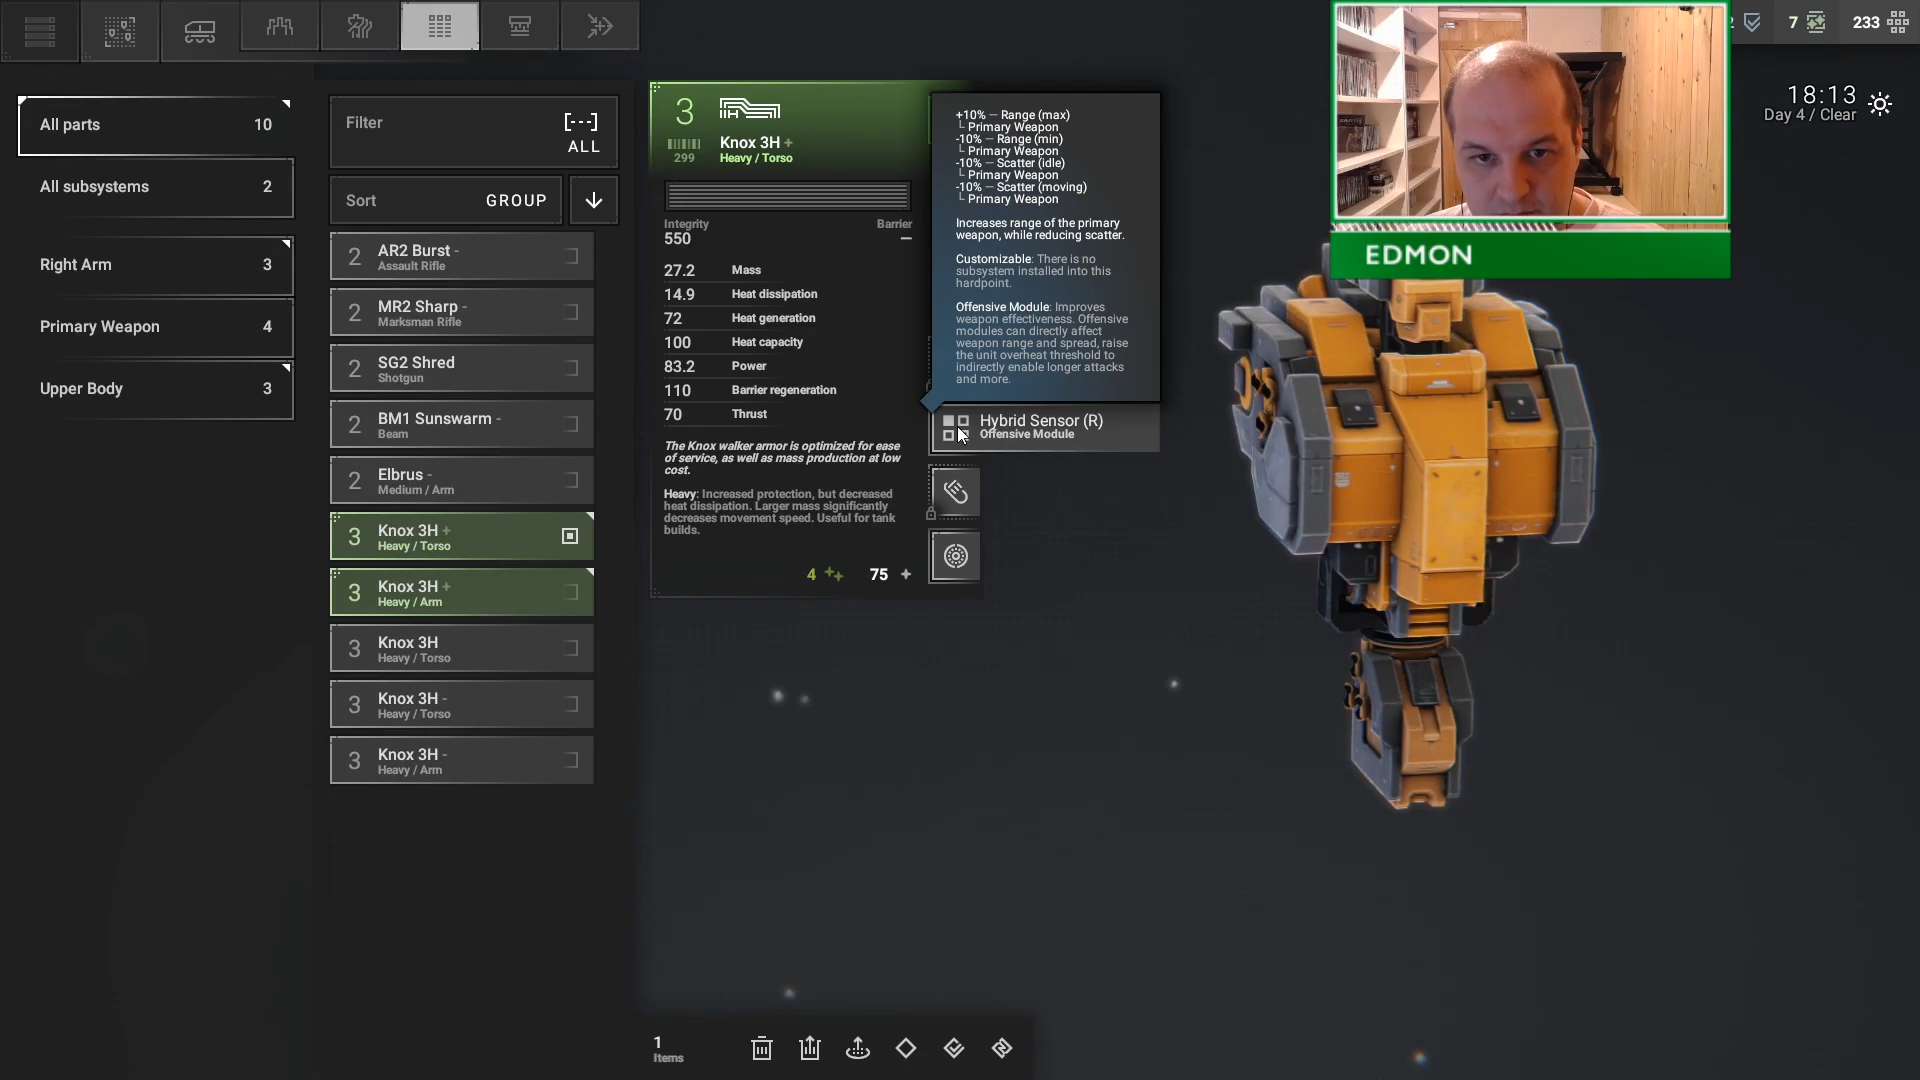 All parts 10
All subsystems 2
Right Arm 3
Primary Weapon 4
Upper Body 3
Filter
ALL
Sort GROUP
2 AR2 Burst -
Assault Rifle
2 MR2 Sharp -
Marksman Rifle
2 SG2 Shred
Shotgun
2 BM1 Sunswarm -
Beam
2 Elbrus -
Medium / Arm
3 Knox 3H +
Heavy / Torso
3 Knox 3H +
Heavy / Arm
3 Knox 3H
Heavy / Torso
3 Knox 3H -
Heavy / Torso
3 Knox 3H -
Heavy / Arm
3
299
Knox 3H +
Heavy / Torso
Integrity Barrier
550 —
27.2 Mass
14.9 Heat dissipation
72 Heat generation
100 Heat capacity
83.2 Power
110 Barrier regeneration
70 Thrust
The Knox walker armor is optimized for ease
of service, as well as mass production at low
cost.
Heavy: Increased protection, but decreased
heat dissipation. Larger mass significantly
decreases movement speed. Useful for tank
builds.
4 75 +
+10% — Range (max)
└ Primary Weapon
-10% — Range (min)
└ Primary Weapon
-10% — Scatter (idle)
└ Primary Weapon
-10% — Scatter (moving)
└ Primary Weapon
Increases range of the primary
weapon, while reducing scatter.
Customizable: There is no
subsystem installed into this
hardpoint.
Offensive Module: Improves
weapon effectiveness. Offensive
modules can directly affect
weapon range and spread, raise
the unit overheat threshold to
indirectly enable longer attacks
and more.
Hybrid Sensor (R)
Offensive Module
EDMON
7 233
18:13
Day 4 / Clear
1
Items